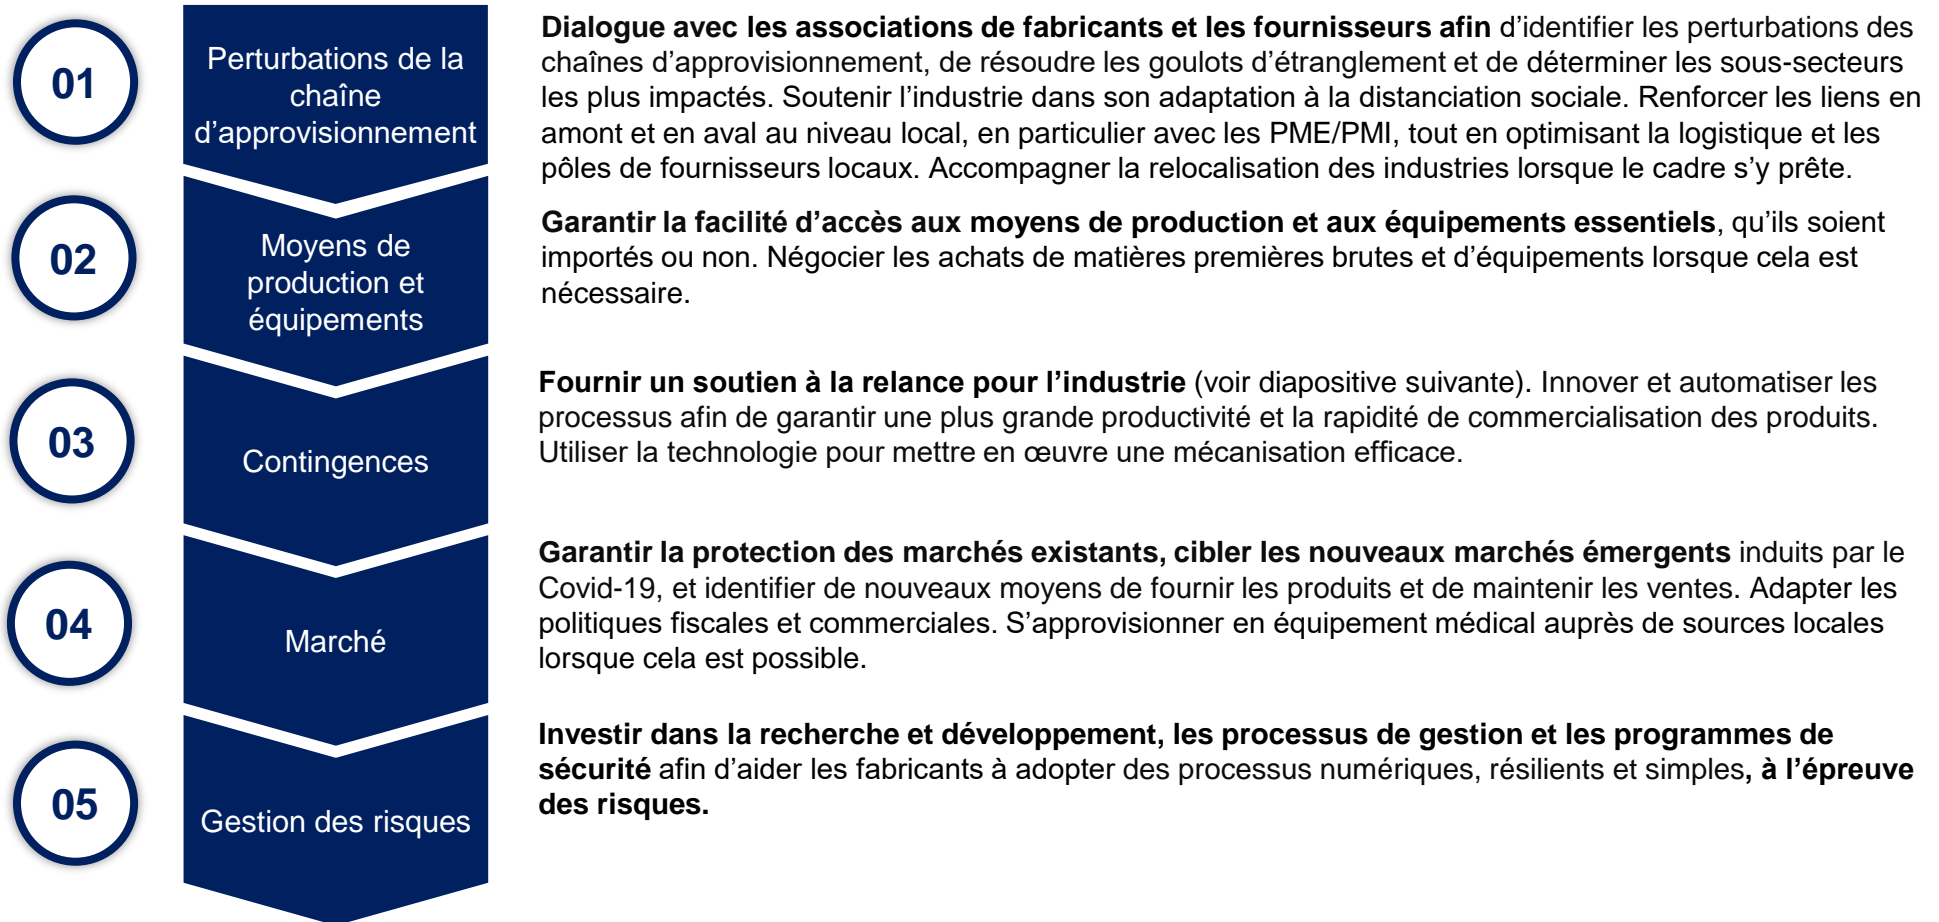 01
Perturbations de la
chaîne
d’approvisionnement
Dialogue avec les associations de fabricants et les fournisseurs afin d’identifier les perturbations des
chaînes d’approvisionnement, de résoudre les goulots d’étranglement et de déterminer les sous-secteurs
les plus impactés. Soutenir l’industrie dans son adaptation à la distanciation sociale. Renforcer les liens en
amont et en aval au niveau local, en particulier avec les PME/PMI, tout en optimisant la logistique et les
pôles de fournisseurs locaux. Accompagner la relocalisation des industries lorsque le cadre s’y prête.
02
Moyens de
production et
équipements
Garantir la facilité d’accès aux moyens de production et aux équipements essentiels, qu’ils soient
importés ou non. Négocier les achats de matières premières brutes et d’équipements lorsque cela est
nécessaire.
03
Contingences
Fournir un soutien à la relance pour l’industrie (voir diapositive suivante). Innover et automatiser les
processus afin de garantir une plus grande productivité et la rapidité de commercialisation des produits.
Utiliser la technologie pour mettre en œuvre une mécanisation efficace.
04
Marché
Garantir la protection des marchés existants, cibler les nouveaux marchés émergents induits par le
Covid-19, et identifier de nouveaux moyens de fournir les produits et de maintenir les ventes. Adapter les
politiques fiscales et commerciales. S’approvisionner en équipement médical auprès de sources locales
lorsque cela est possible.
05
Gestion des risques
Investir dans la recherche et développement, les processus de gestion et les programmes de
sécurité afin d’aider les fabricants à adopter des processus numériques, résilients et simples, à l’épreuve
des risques.